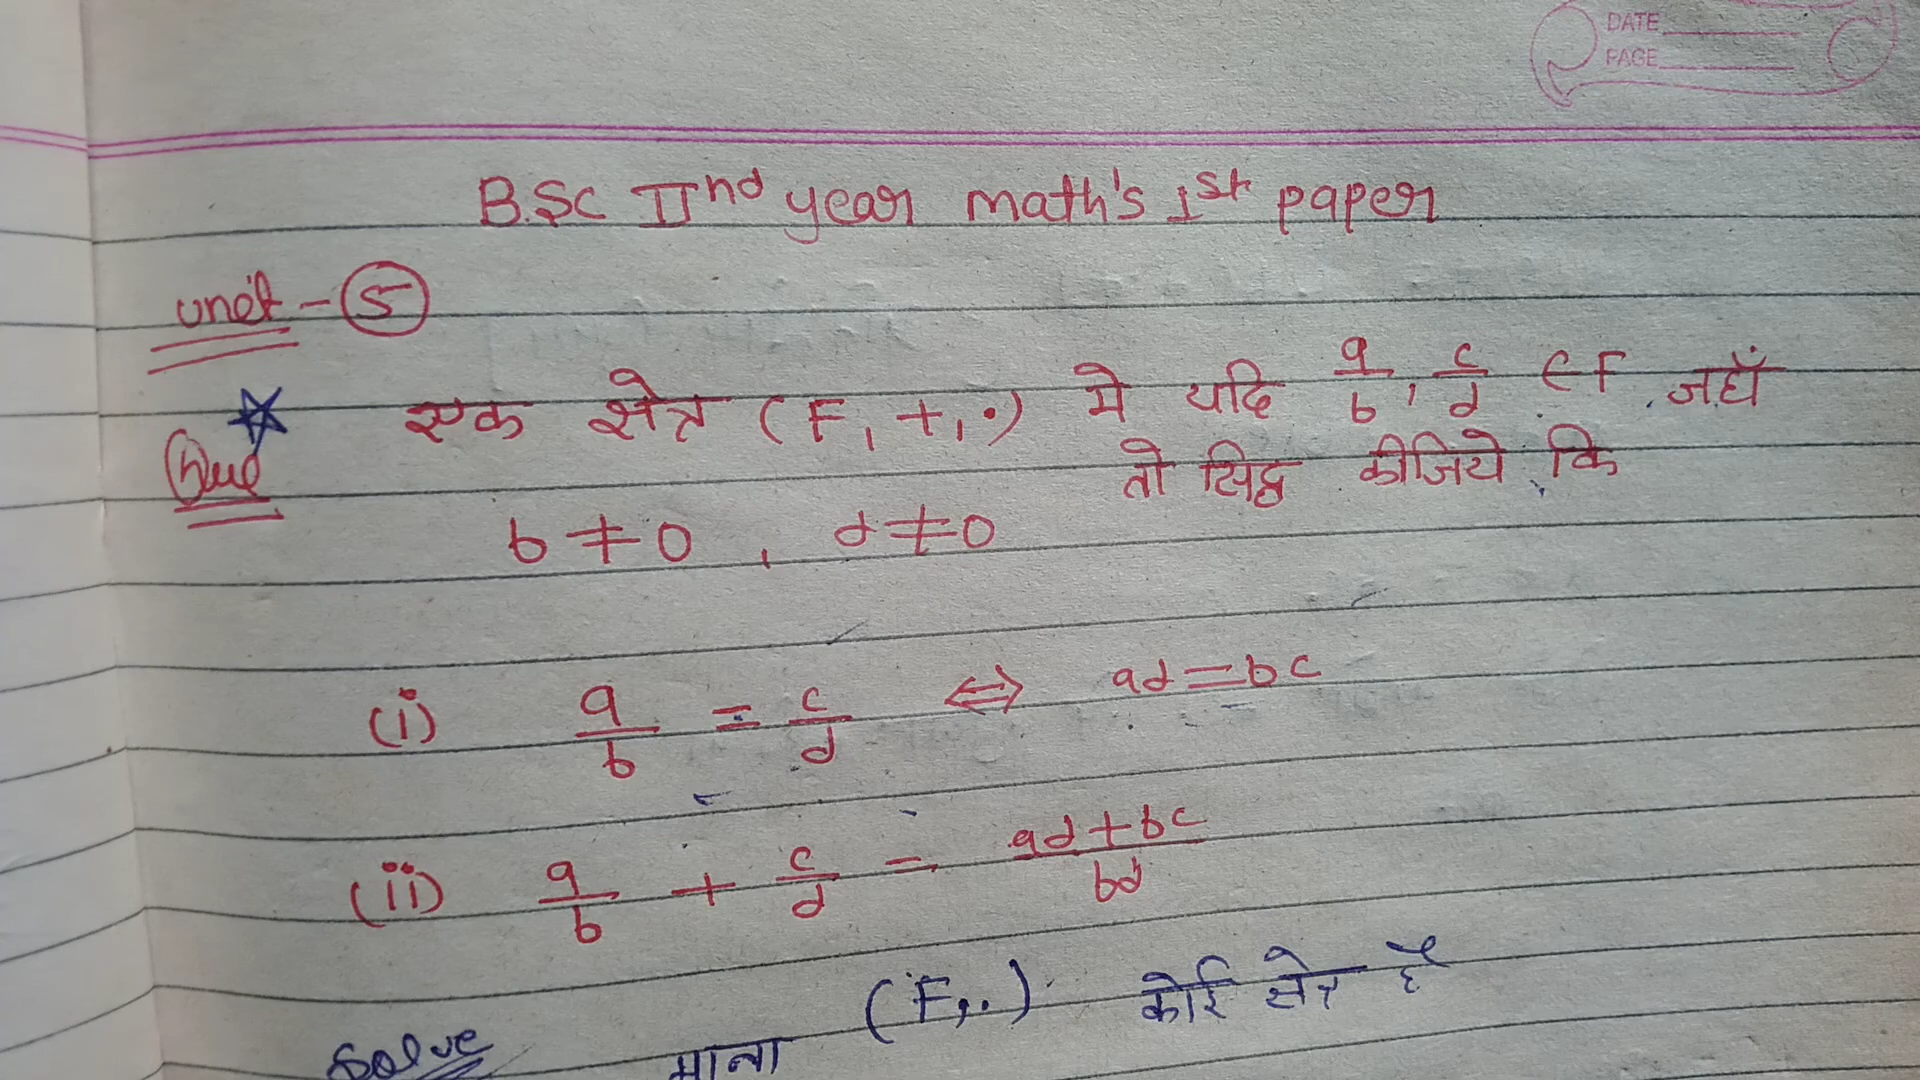 DATE
PAGE
B.Sc IInd year math's 1st paper
unit - 5
एक क्षेत्र (F, +, •) मे यदि a/b, c/d ∈ F जहाँ
Que
तो सिद्ध कीजिये कि
b ≠ 0 , d ≠ 0
(i) a/b = c/d ⇔ ad = bc
(ii) a/b + c/d = ad + bc / bd
Solve माना (F,.) कोई क्षेत्र है